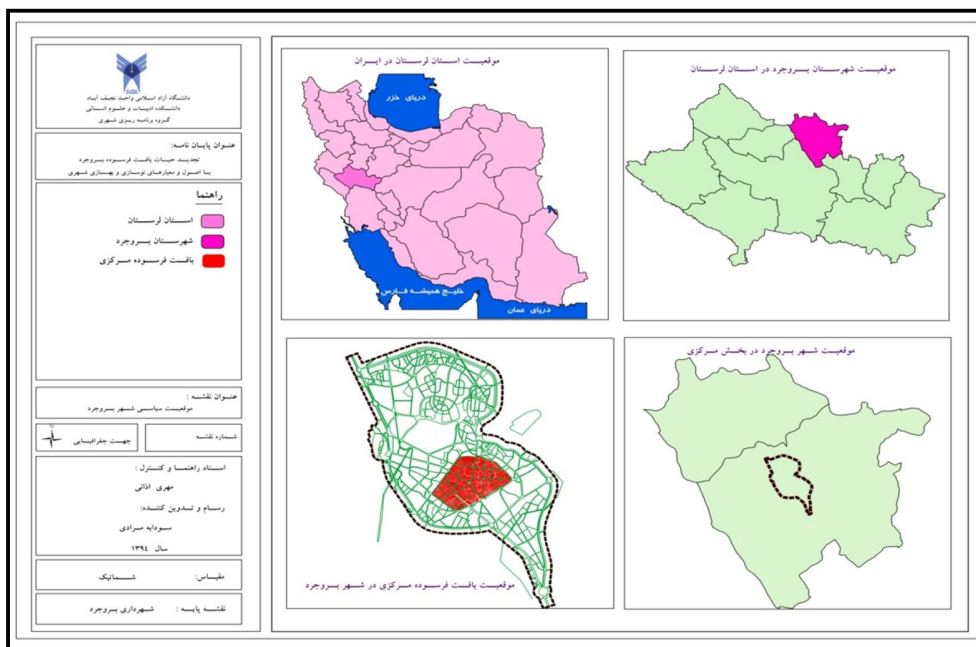 دانشگاه آزاد اسلامی واحد نجف آباد
دانشکده ادبیات و علوم انسانی
گروه برنامه ریزی شهری
عنوان پایان نامه:
تجدید حیات بافت فرسوده بروجرد
با اصول و معیارهای نوسازی و بهسازی شهری
راهنما
استان لرستان
شهرستان بروجرد
بافت فرسوده مرکزی
عنوان نقشه :
موقعیت سیاسی شهر بروجرد
شماره نقشه
جهت جغرافیایی
استاد راهنما و کنترل :
مهری اذانی
رسام و تدوین کننده:
سودابه مرادی
سال ۱۳۹٤
مقیاس: شماتیک
نقشه پایه : شهرداری بروجرد
موقعیت استان لرستان در ایران
دریای خزر
خلیج همیشه فارس
دریای عمان
موقعیت شهرستان بروجرد در استان لرستان
موقعیت بافت فرسوده مرکزی در شهر بروجرد
موقعیت شهر بروجرد در بخش مرکزی